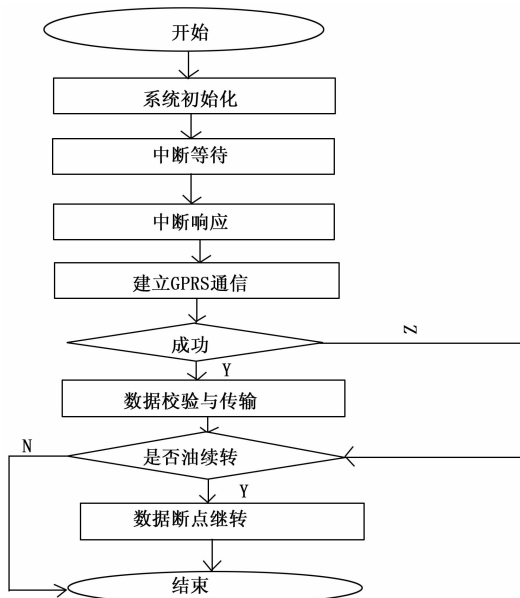 开始
系统初始化
中断等待
中断响应
建立GPRS通信
成功
N
Y
数据校验与传输
N
是否油续转
Y
数据断点继转
结束